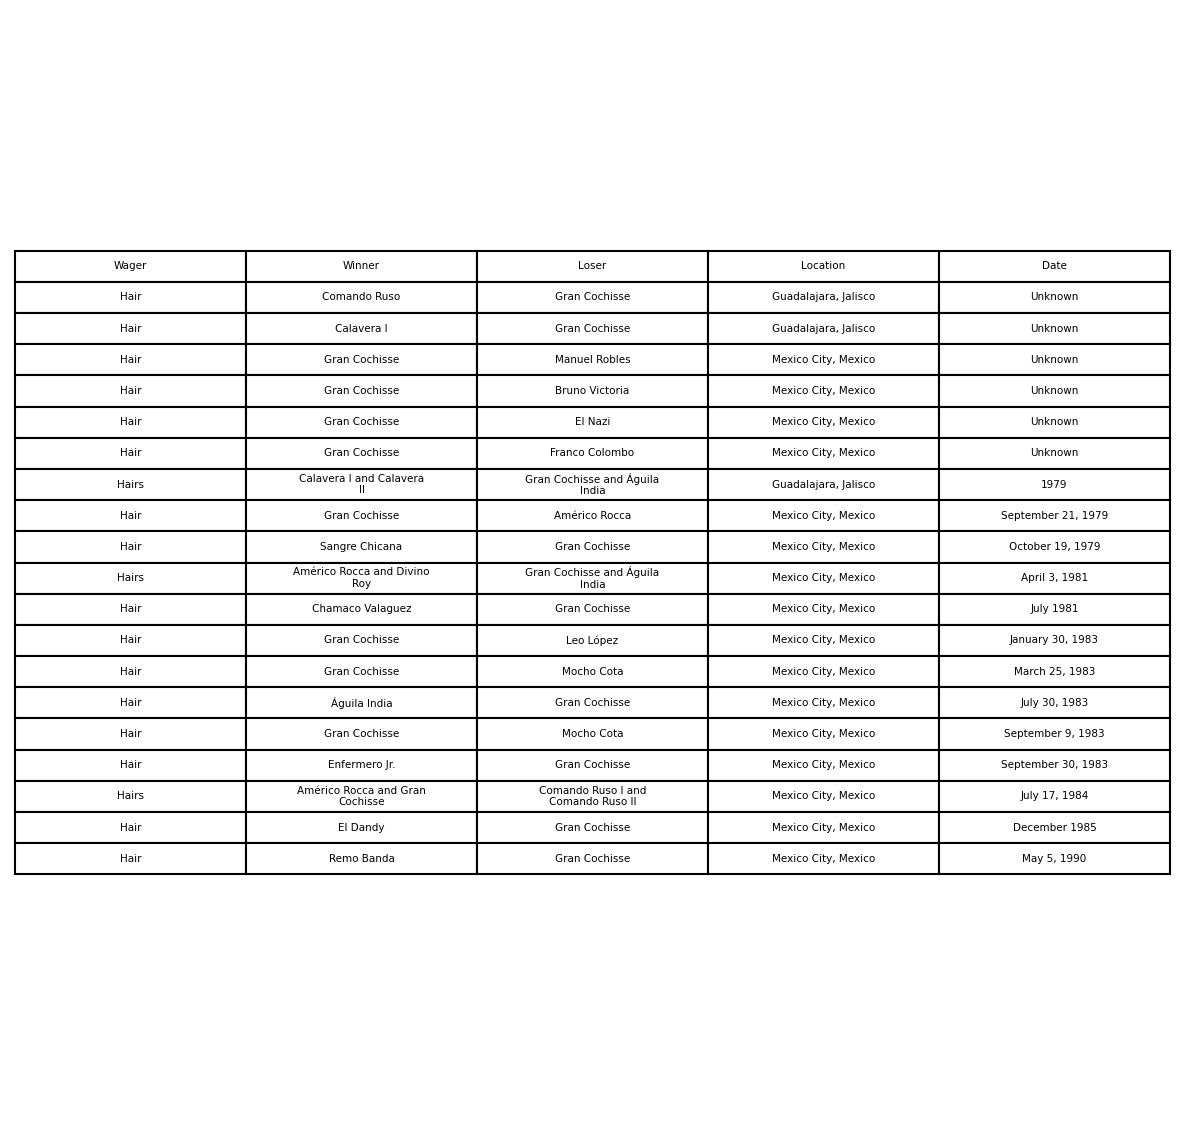 Wager Winner Loser Location Date
Hair Comando Ruso Gran Cochisse Guadalajara, Jalisco Unknown
Hair Calavera I Gran Cochisse Guadalajara, Jalisco Unknown
Hair Gran Cochisse Manuel Robles Mexico City, Mexico Unknown
Hair Gran Cochisse Bruno Victoria Mexico City, Mexico Unknown
Hair Gran Cochisse El Nazi Mexico City, Mexico Unknown
Hair Gran Cochisse Franco Colombo Mexico City, Mexico Unknown
Hairs Calavera I and Calavera II Gran Cochisse and Águila India Guadalajara, Jalisco 1979
Hair Gran Cochisse Américo Rocca Mexico City, Mexico September 21, 1979
Hair Sangre Chicana Gran Cochisse Mexico City, Mexico October 19, 1979
Hairs Américo Rocca and Divino Roy Gran Cochisse and Águila India Mexico City, Mexico April 3, 1981
Hair Chamaco Valaguez Gran Cochisse Mexico City, Mexico July 1981
Hair Gran Cochisse Leo López Mexico City, Mexico January 30, 1983
Hair Gran Cochisse Mocho Cota Mexico City, Mexico March 25, 1983
Hair Águila India Gran Cochisse Mexico City, Mexico July 30, 1983
Hair Gran Cochisse Mocho Cota Mexico City, Mexico September 9, 1983
Hair Enfermero Jr. Gran Cochisse Mexico City, Mexico September 30, 1983
Hairs Américo Rocca and Gran Cochisse Comando Ruso I and Comando Ruso II Mexico City, Mexico July 17, 1984
Hair El Dandy Gran Cochisse Mexico City, Mexico December 1985
Hair Remo Banda Gran Cochisse Mexico City, Mexico May 5, 1990